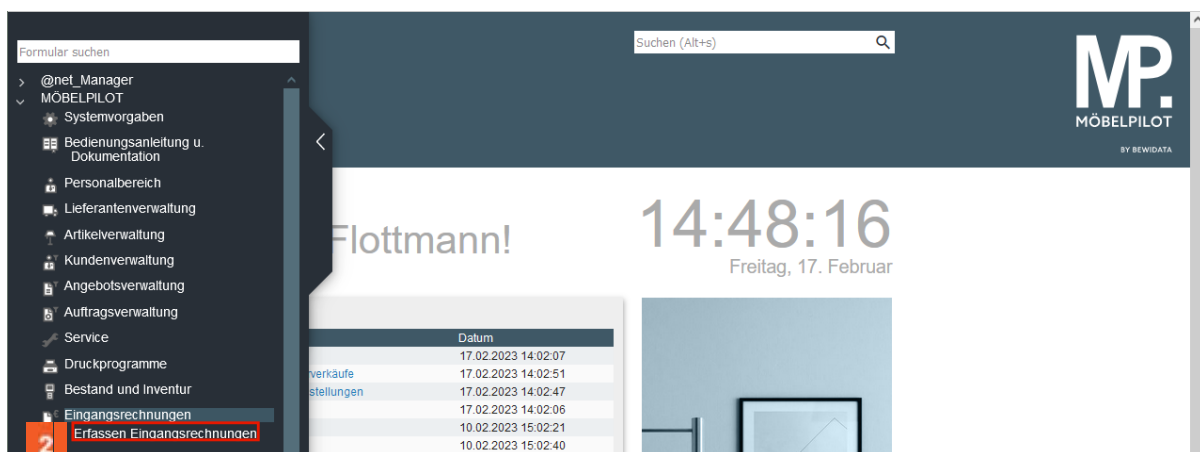 Formular suchen
@net_Manager
MÖBELPILOT
Systemvorgaben
Bedienungsanleitung u.
Dokumentation
Personalbereich
Lieferantenverwaltung
Artikelverwaltung
Kundenverwaltung
Angebotsverwaltung
Auftragsverwaltung
Service
Druckprogramme
Bestand und Inventur
Eingangsrechnungen
2 Erfassen Eingangsrechnungen
Suchen (Alt+s)
MP.
MÖBELPILOT
BY BEWIDATA
Flottmann!
14:48:16
Freitag, 17. Februar
Datum
17.02.2023 14:02:07
verkäufe 17.02.2023 14:02:51
stellungen 17.02.2023 14:02:47
17.02.2023 14:02:06
10.02.2023 15:02:21
10.02.2023 15:02:40